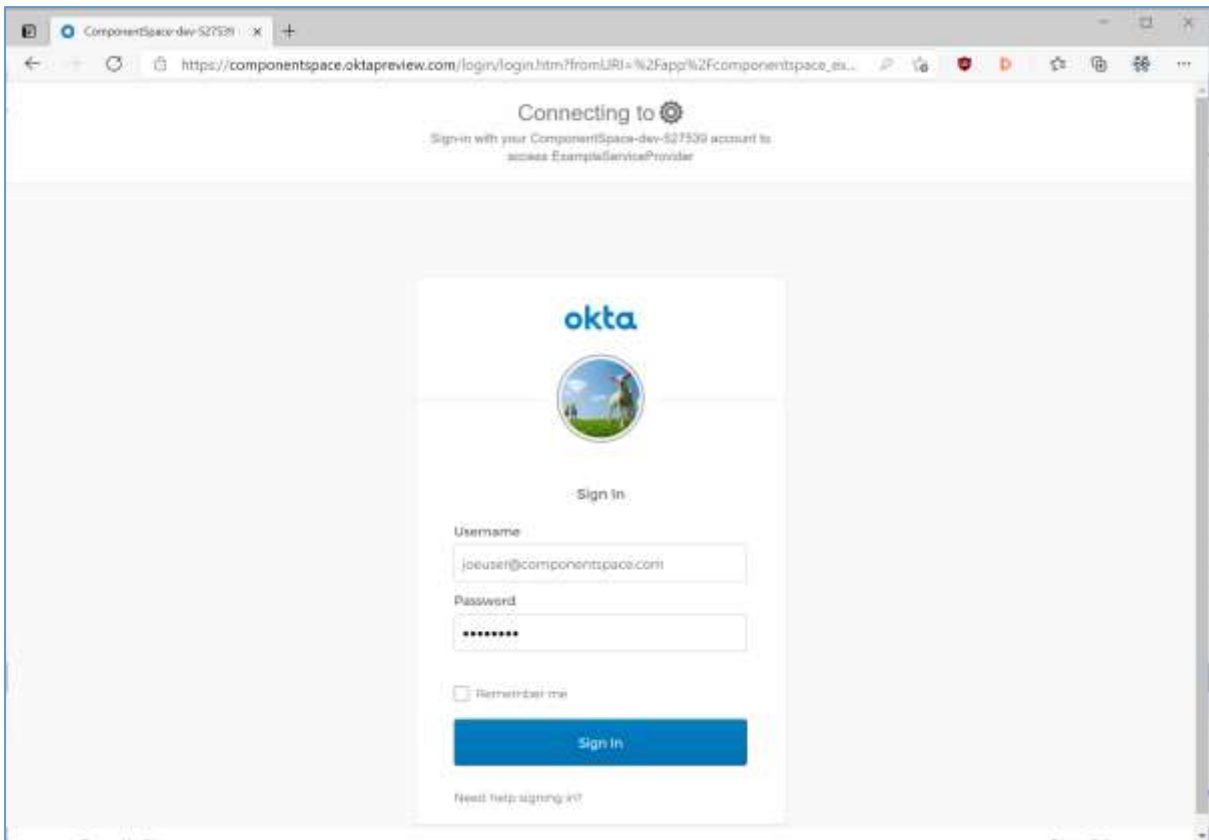 ComponentSpace-dev-527539
https://componentspace.oktapreview.com/login/login.htm?fromURI=%2Fapp%2Fcomponentspace_ex...
Connecting to
Sign-in with your ComponentSpace-dev-527539 account to
access ExampleServiceProvider
okta
Sign In
Username
joeuser@componentspace.com
Password
••••••••
Remember me
Sign In
Need help signing in?